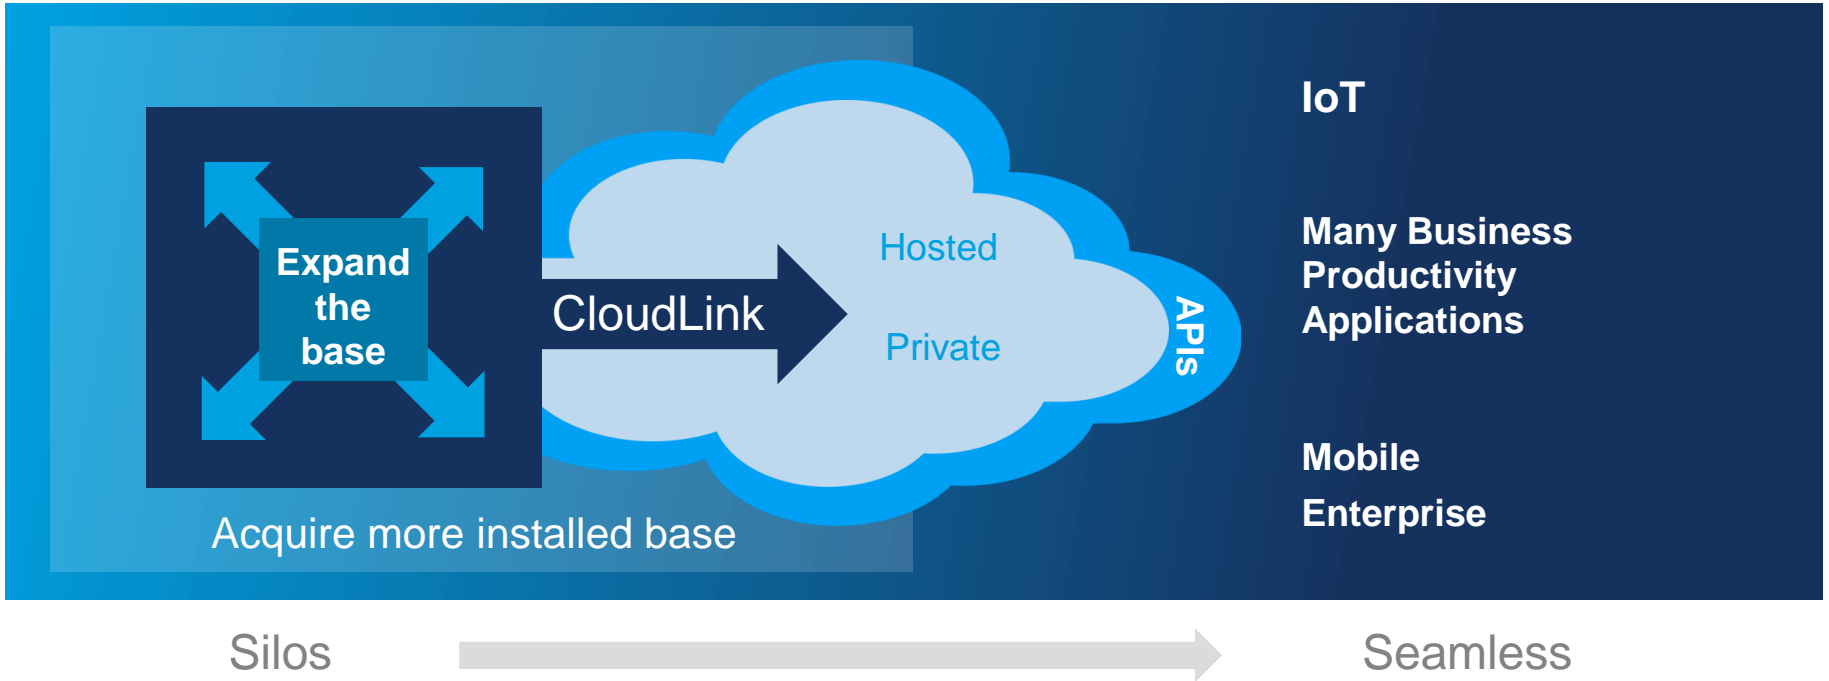 Expand
the
base
CloudLink
Hosted
Private
APIs
Acquire more installed base
IoT
Many Business
Productivity
Applications
Mobile
Enterprise
Silos
Seamless